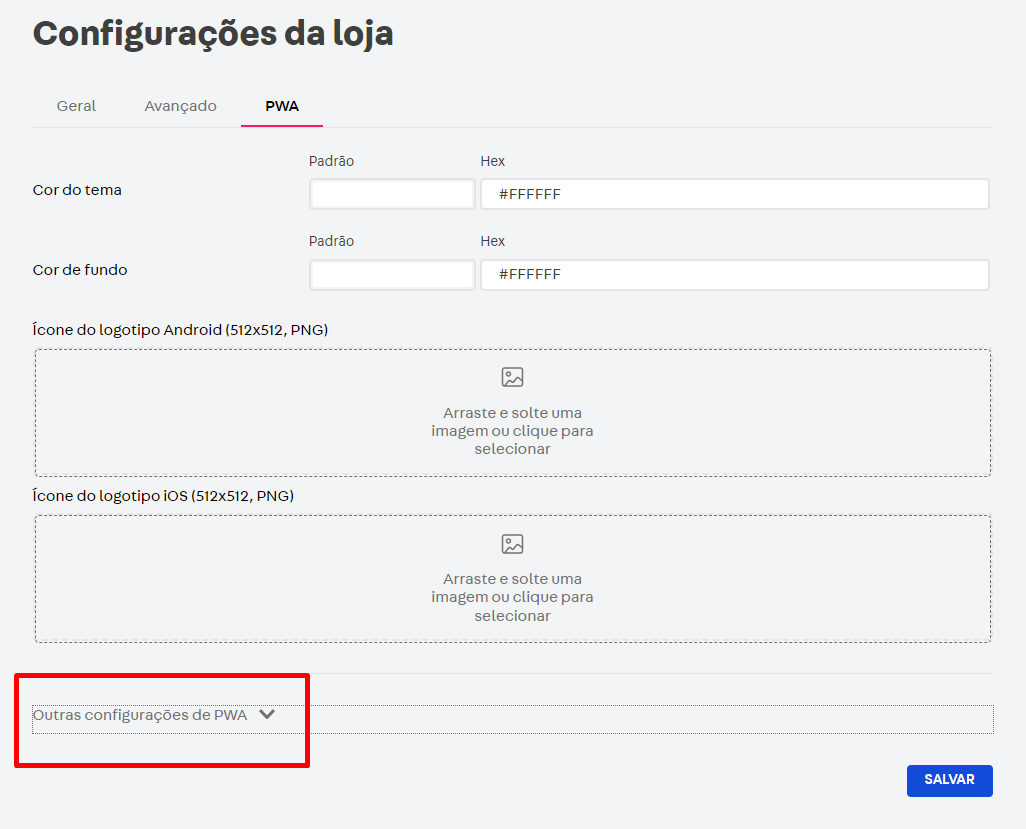 Configurações da loja
Geral
Avançado
PWA
Padrão
Hex
Cor do tema
#FFFFFF
Padrão
Hex
Cor de fundo
#FFFFFF
Ícone do logotipo Android (512x512, PNG)
Arraste e solte uma
imagem ou clique para
selecionar
Ícone do logotipo iOS (512x512, PNG)
Arraste e solte uma
imagem ou clique para
selecionar
Outras configurações de PWA
SALVAR